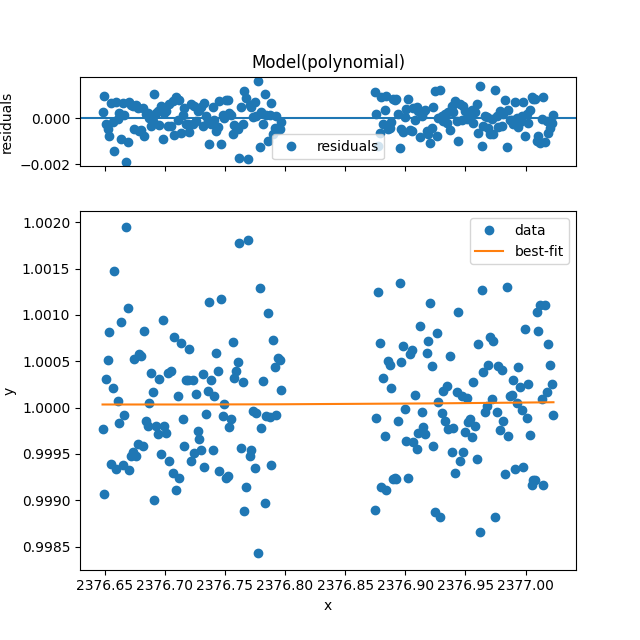 Model(polynomial)
residuals
0.000
−0.002
residuals
1.0020
1.0015
1.0010
1.0005
1.0000
0.9995
0.9990
0.9985
y
data
best-fit
2376.65 2376.70 2376.75 2376.80 2376.85 2376.90 2376.95 2377.00
x